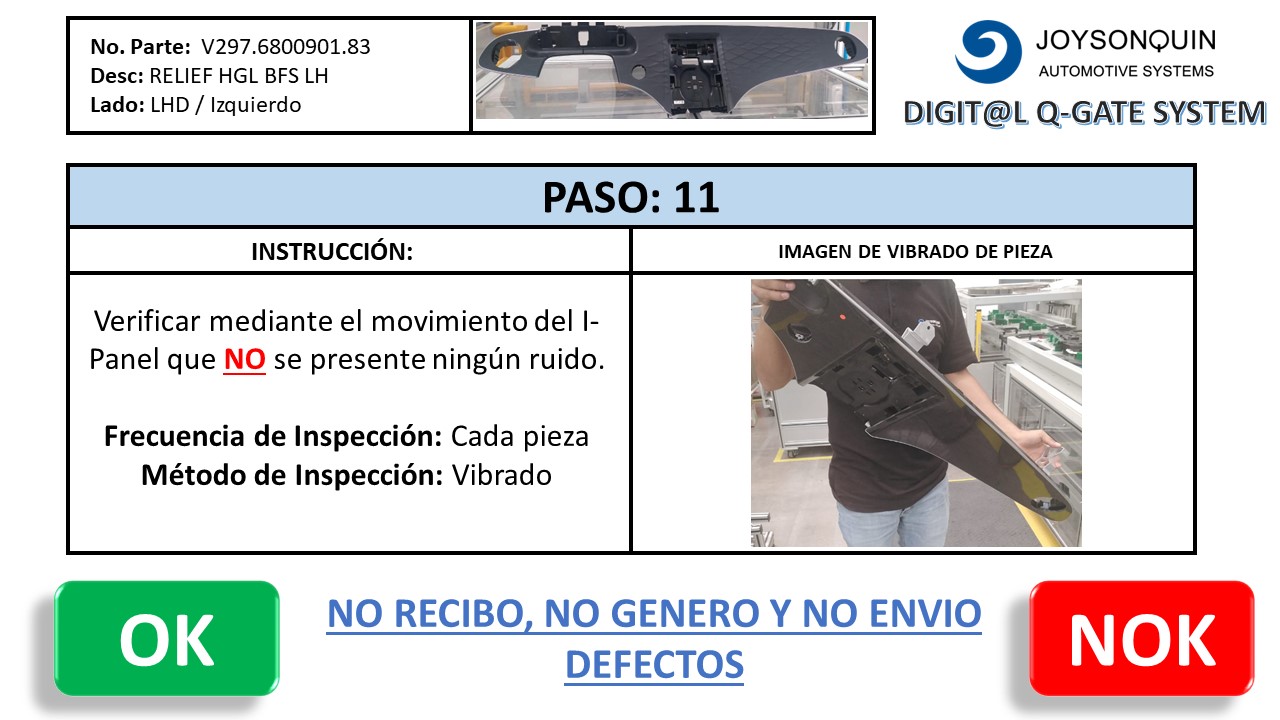 No. Parte: V297.6800901.83
Desc: RELIEF HGL BFS LH
Lado: LHD / Izquierdo
JOYSONQUIN
AUTOMOTIVE SYSTEMS
DIGIT@L Q-GATE SYSTEM
PASO: 11
INSTRUCCIÓN:
IMAGEN DE VIBRADO DE PIEZA
Verificar mediante el movimiento del I-
Panel que NO se presente ningún ruido.
Frecuencia de Inspección: Cada pieza
Método de Inspección: Vibrado
OK
NO RECIBO, NO GENERO Y NO ENVIO
DEFECTOS
NOK